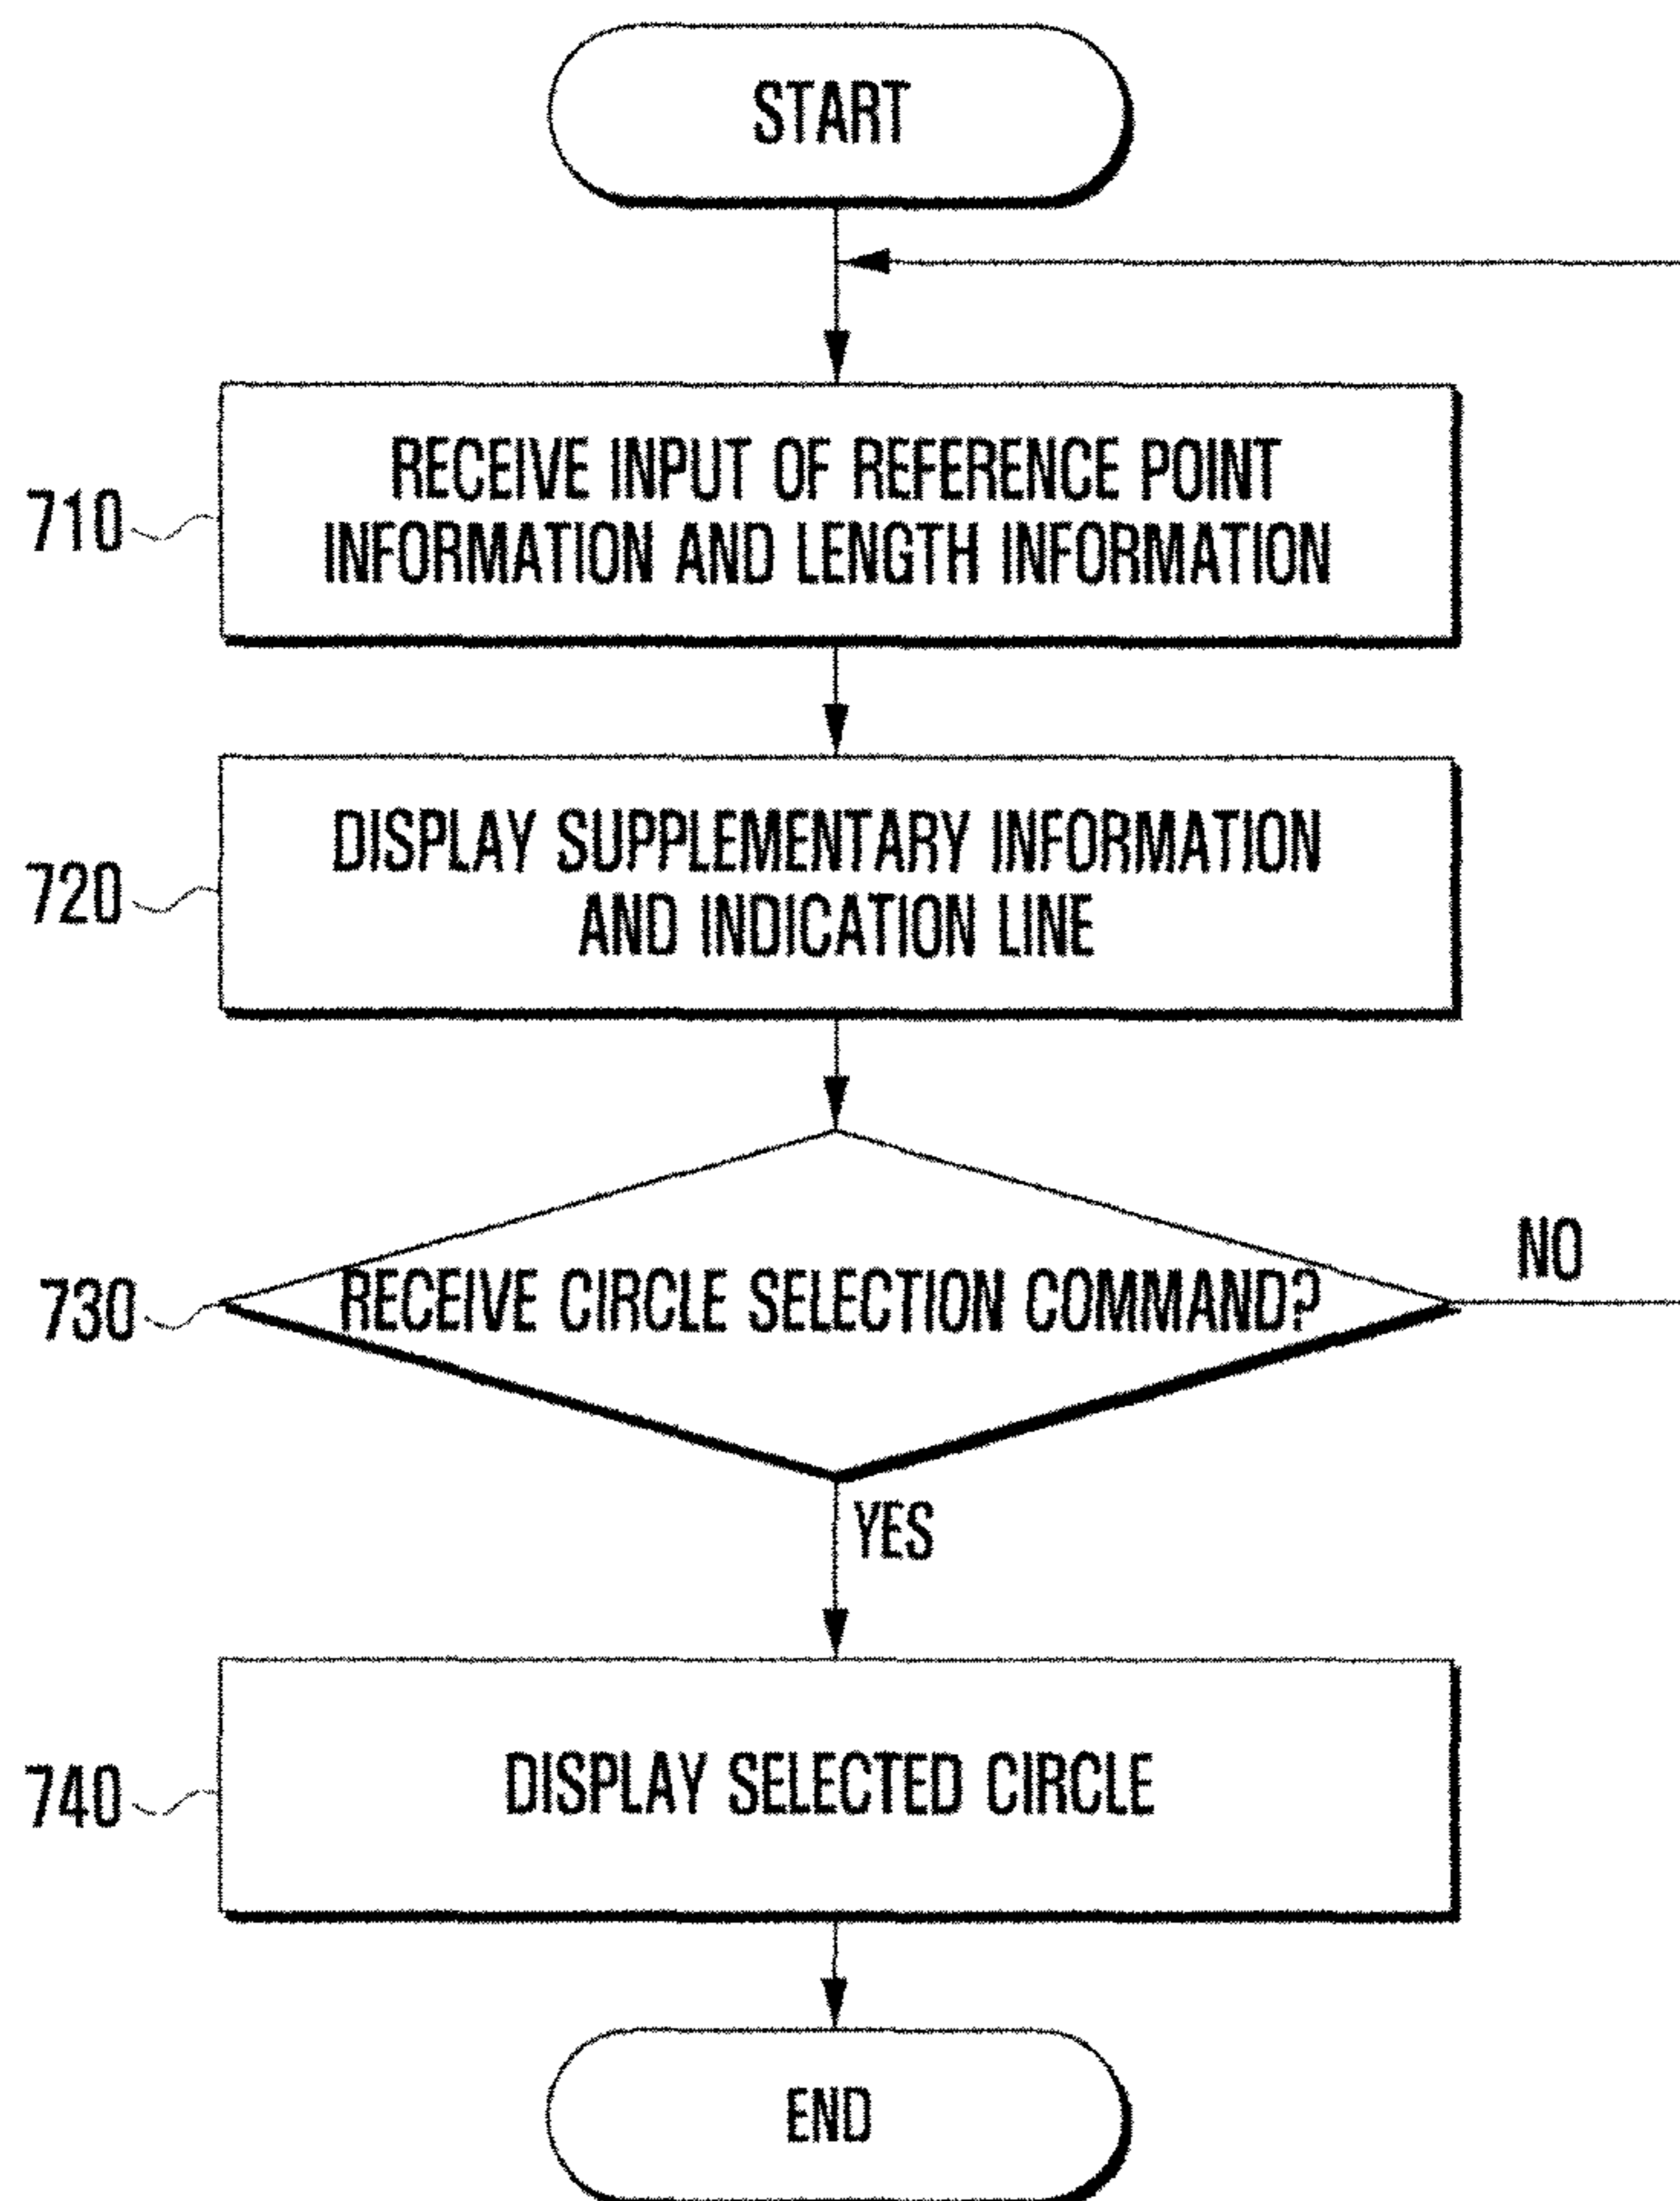 START
RECEIVE INPUT OF REFERENCE POINT
INFORMATION AND LENGTH INFORMATION
710
DISPLAY SUPPLEMENTARY INFORMATION
AND INDICATION LINE
720
RECEIVE CIRCLE SELECTION COMMAND?
730
NO
YES
DISPLAY SELECTED CIRCLE
740
END